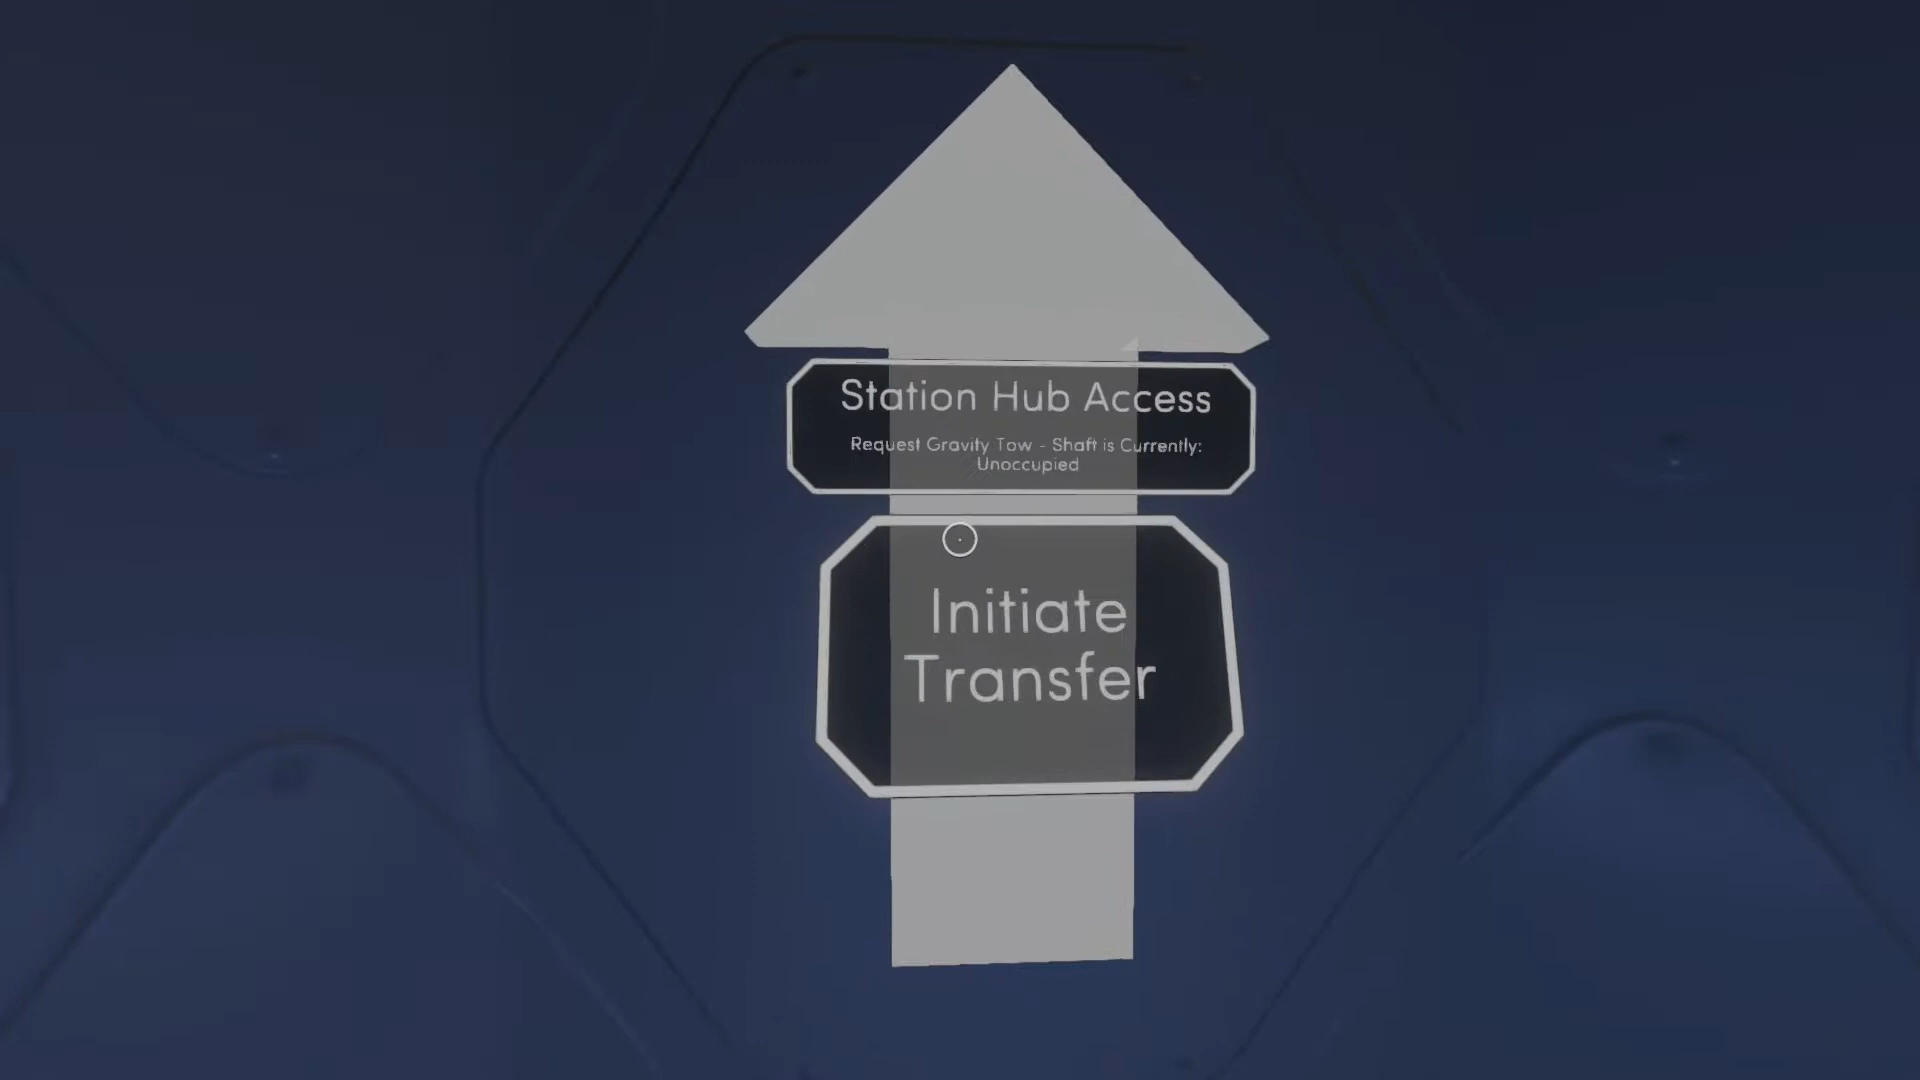 Station Hub Access
Request Gravity Tow - Shaft is Currently:
Unoccupied
Initiate
Transfer